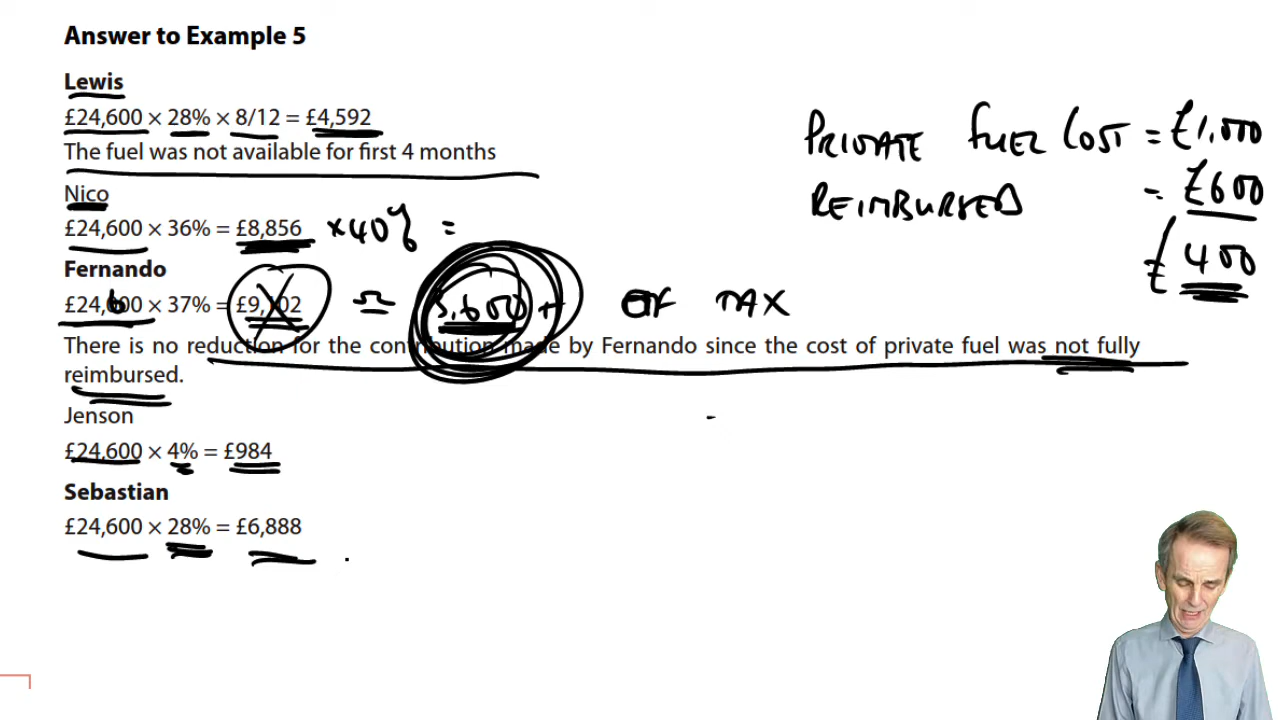 Answer to Example 5
Lewis
£24,600 × 28% × 8/12 = £4,592
The fuel was not available for first 4 months
PRIVATE FUEL COST = £1,000
REIMBURSED = £600
£400
Nico
£24,600 × 36% = £8,856 ×40% =
Fernando
£24,600 × 37% = £9,102 OF TAX
There is no reduction for the contribution made by Fernando since the cost of private fuel was not fully
reimbursed.
Jenson
£24,600 × 4% = £984
Sebastian
£24,600 × 28% = £6,888